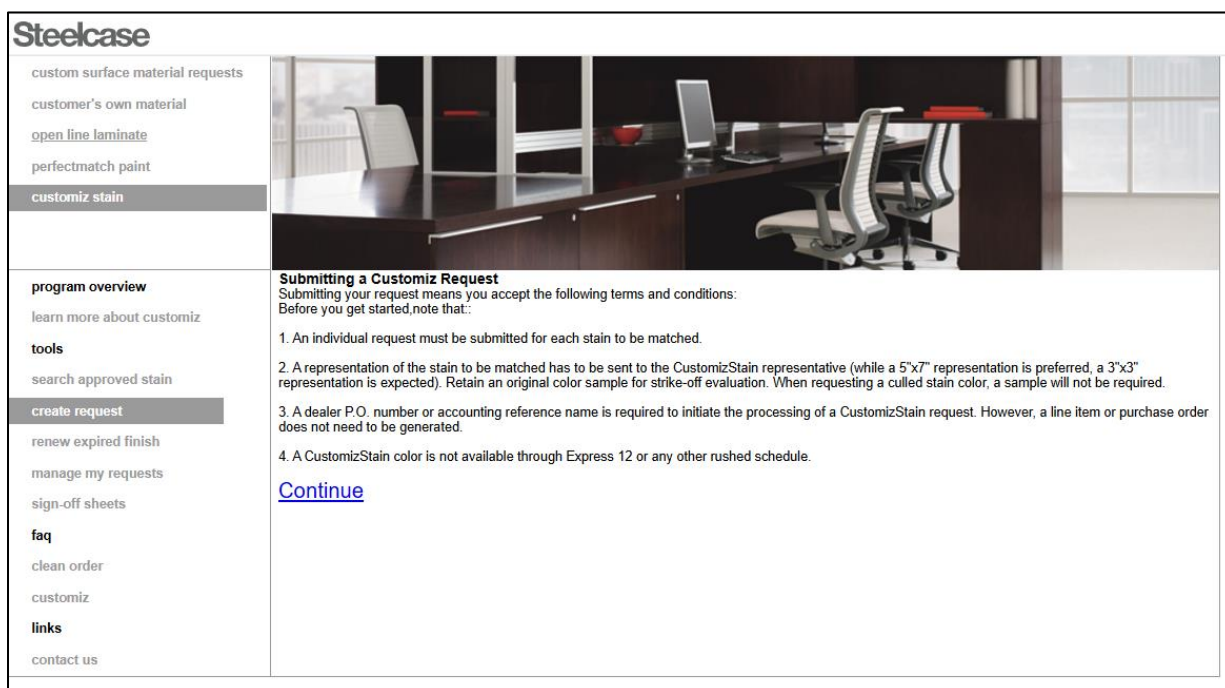 Steelcase
custom surface material requests
customer's own material
open line laminate
perfectmatch paint
customiz stain
program overview
learn more about customiz
tools
search approved stain
create request
renew expired finish
manage my requests
sign-off sheets
faq
clean order
customiz
links
contact us
Submitting a Customiz Request
Submitting your request means you accept the following terms and conditions:
Before you get started,note that::
1. An individual request must be submitted for each stain to be matched.
2. A representation of the stain to be matched has to be sent to the CustomizStain representative (while a 5"x7" representation is preferred, a 3"x3"
representation is expected). Retain an original color sample for strike-off evaluation. When requesting a culled stain color, a sample will not be required.
3. A dealer P.O. number or accounting reference name is required to initiate the processing of a CustomizStain request. However, a line item or purchase order
does not need to be generated.
4. A CustomizStain color is not available through Express 12 or any other rushed schedule.
Continue